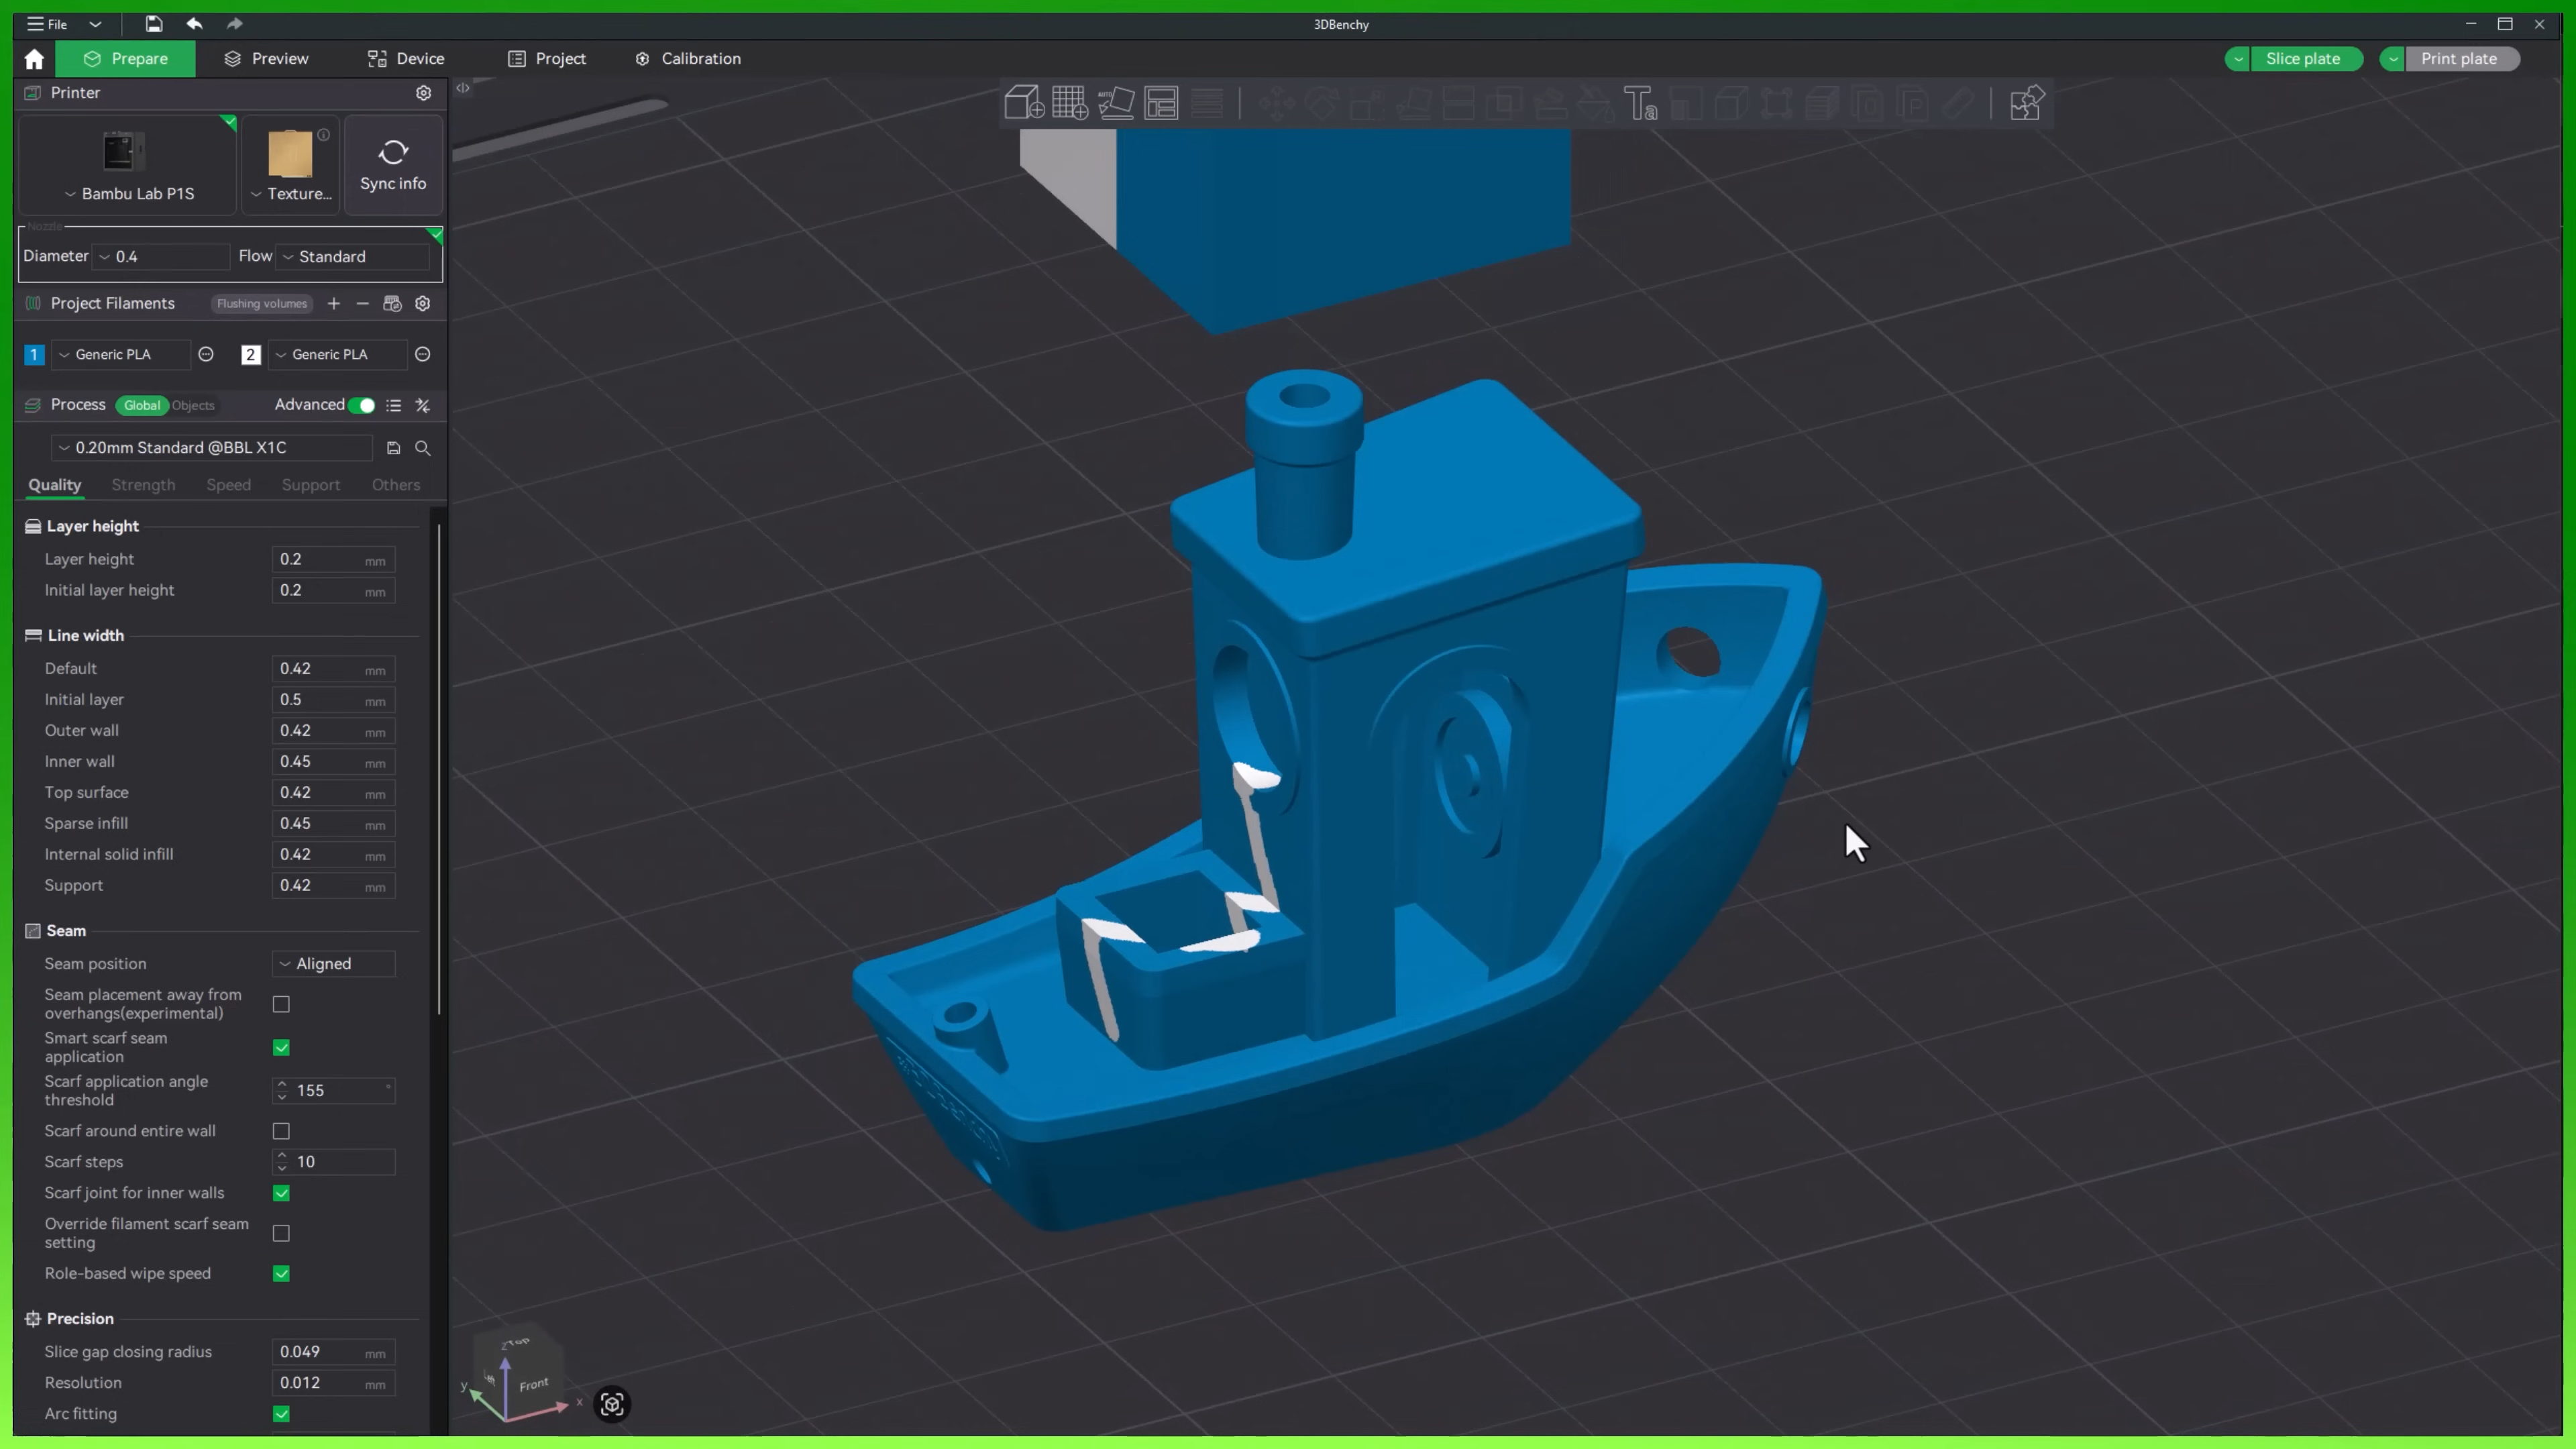 File
3DBenchy
Prepare
Preview
Device
Project
Calibration
Slice plate
Print plate
Printer
Bambu Lab P1S
Texture...
Sync info
Nozzle
Diameter 0.4 Flow Standard
Project Filaments Flushing volumes
1 Generic PLA 2 Generic PLA
Process Global Objects Advanced
0.20mm Standard @BBL X1C
Quality Strength Speed Support Others
Layer height
Layer height 0.2 mm
Initial layer height 0.2 mm
Line width
Default 0.42 mm
Initial layer 0.5 mm
Outer wall 0.42 mm
Inner wall 0.45 mm
Top surface 0.42 mm
Sparse infill 0.45 mm
Internal solid infill 0.42 mm
Support 0.42 mm
Seam
Seam position Aligned
Seam placement away from
overhangs(experimental)
Smart scarf seam
application
Scarf application angle
threshold 155 °
Scarf around entire wall
Scarf steps 10
Scarf joint for inner walls
Override filament scarf seam
setting
Role-based wipe speed
Precision
Slice gap closing radius 0.049 mm
Resolution 0.012 mm
Arc fitting
AUTO
Ta
z Top
Front
y
x